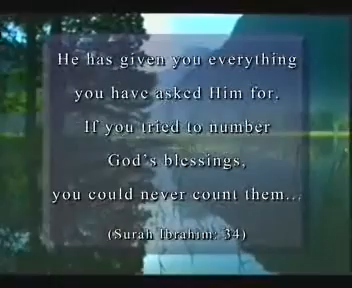 He has given you everything
you have asked Him for.
If you tried to number
God's blessings,
you could never count them...
(Surah Ibrahim: 34)